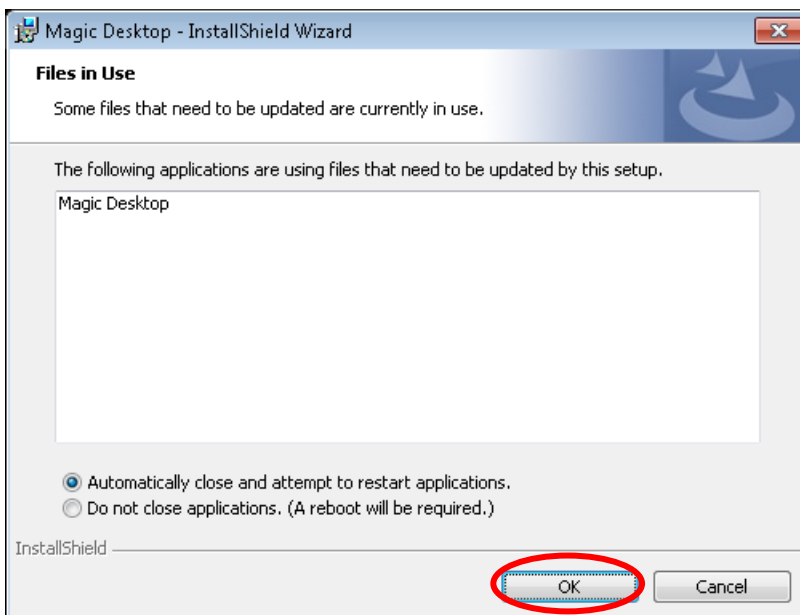 Magic Desktop - InstallShield Wizard
Files in Use
Some files that need to be updated are currently in use.
The following applications are using files that need to be updated by this setup.
Magic Desktop
Automatically close and attempt to restart applications.
Do not close applications. (A reboot will be required.)
InstallShield
OK
Cancel